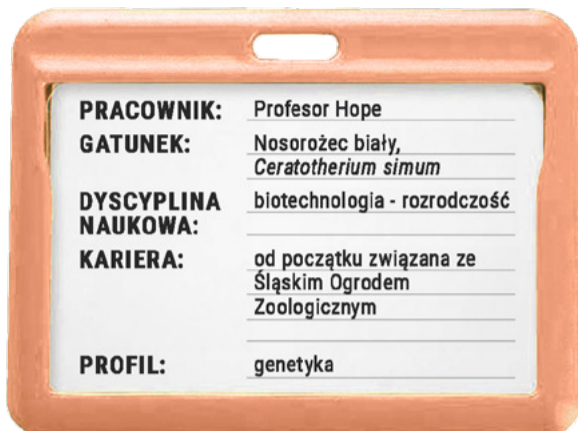 PRACOWNIK: Profesor Hope
GATUNEK: Nosorożec biały,
Ceratotherium simum
DYSCYPLINA biotechnologia - rozrodczość
NAUKOWA:
KARIERA: od początku związana ze
Śląskim Ogrodem
Zoologicznym
PROFIL: genetyka